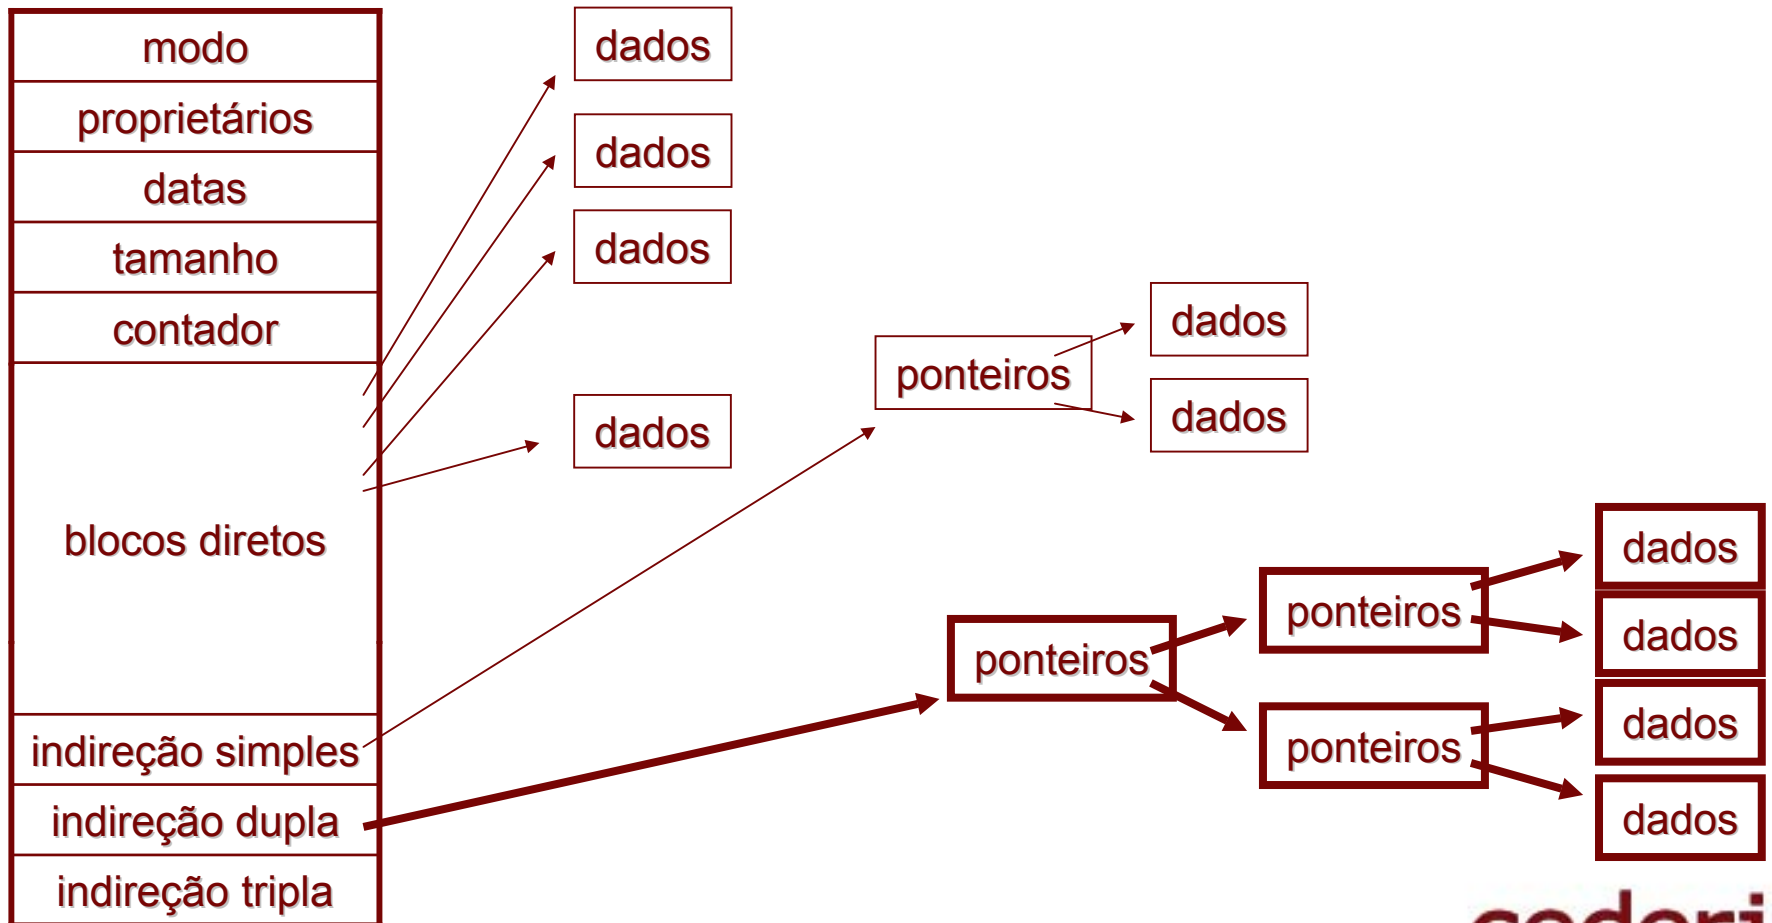 modo
proprietários
datas
tamanho
contador
blocos diretos
indireção simples
indireção dupla
indireção tripla
dados
dados
dados
dados
ponteiros
dados
dados
ponteiros
ponteiros
ponteiros
dados
dados
dados
dados